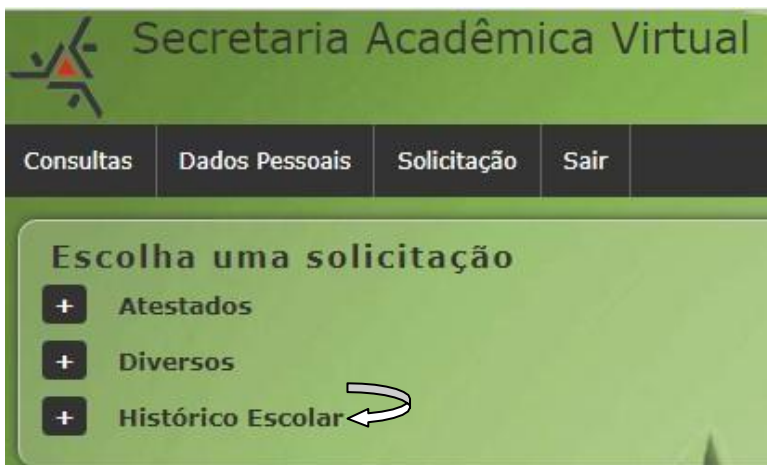 Secretaria Acadêmica Virtual
Consultas Dados Pessoais Solicitação Sair
Escolha uma solicitação
+ Atestados
+ Diversos
+ Histórico Escolar